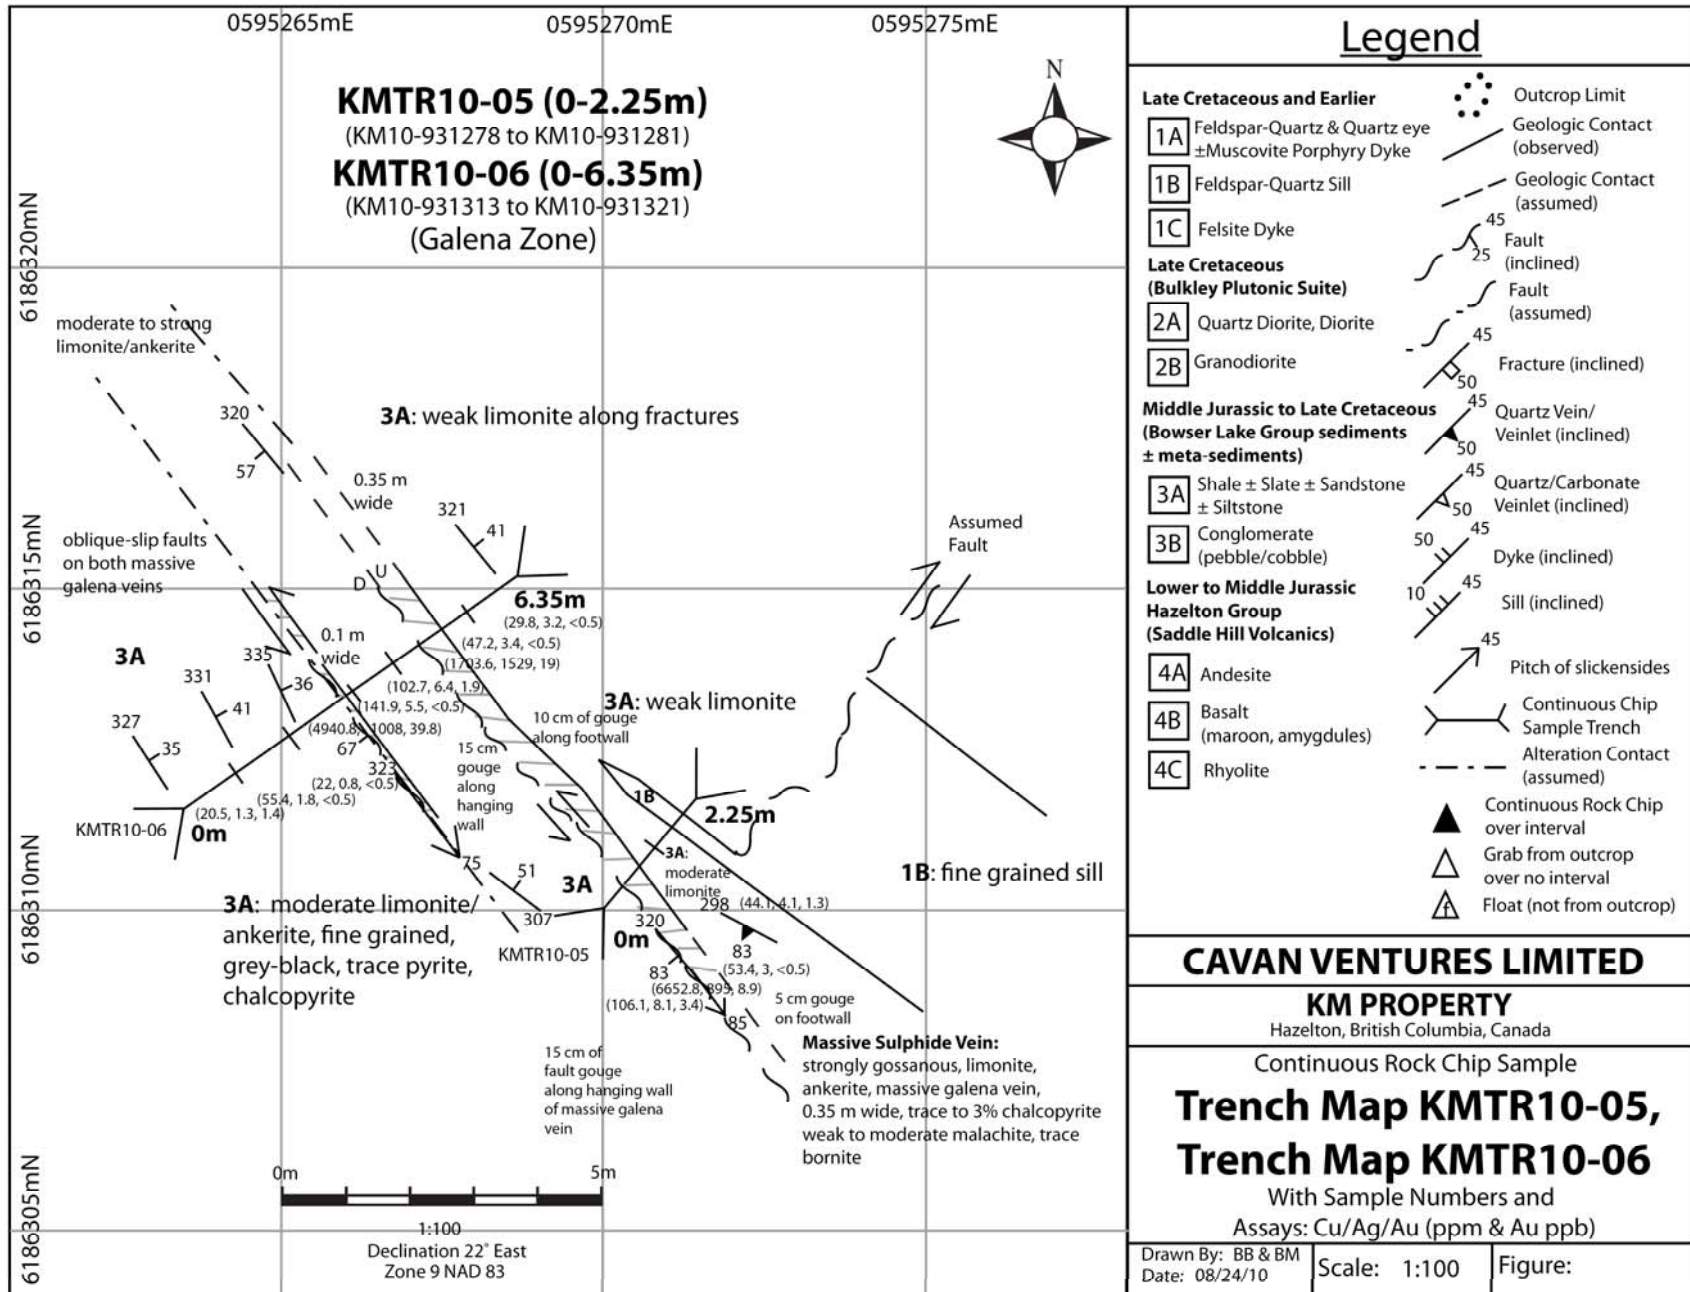 0595265mE
0595270mE
0595275mE
6186320mN
6186315mN
6186310mN
6186305mN
KMTR10-05 (0-2.25m)
(KM10-931278 to KM10-931281)
KMTR10-06 (0-6.35m)
(KM10-931313 to KM10-931321)
(Galena Zone)
N
moderate to strong
limonite/ankerite
320
57
3A: weak limonite along fractures
0.35 m
wide
321
41
oblique-slip faults
on both massive
galena veins
D
U
6.35m
(29.8, 3.2, <0.5)
(47.2, 3.4, <0.5)
(1703.6, 1529, 19)
(102.7, 6.4, 1.9)
(141.9, 5.5, <0.5)
(4940.8, 1008, 39.8)
(22, 0.8, <0.5)
(55.4, 1.8, <0.5)
(20.5, 1.3, 1.4)
Assumed
Fault
0.1 m
wide
3A
335
36
331
41
327
35
67
323
KMTR10-06
0m
15 cm
gouge
along
hanging
wall
10 cm of gouge
along footwall
3A: weak limonite
1B
2.25m
3A:
moderate
limonite
1B: fine grained sill
75
51
307
3A
3A: moderate limonite/
ankerite, fine grained,
grey-black, trace pyrite,
chalcopyrite
KMTR10-05
0m
320
298
(44.1, 4.1, 1.3)
83
83
(53.4, 3, <0.5)
(6652.8, 895, 8.9)
(106.1, 8.1, 3.4)
85
5 cm gouge
on footwall
15 cm of
fault gouge
along hanging wall
of massive galena
vein
Massive Sulphide Vein:
strongly gossanous, limonite,
ankerite, massive galena vein,
0.35 m wide, trace to 3% chalcopyrite
weak to moderate malachite, trace
bornite
0m
5m
1:100
Declination 22° East
Zone 9 NAD 83
Legend
Late Cretaceous and Earlier
1A Feldspar-Quartz & Quartz eye
±Muscovite Porphyry Dyke
1B Feldspar-Quartz Sill
1C Felsite Dyke
Late Cretaceous
(Bulkley Plutonic Suite)
2A Quartz Diorite, Diorite
2B Granodiorite
Middle Jurassic to Late Cretaceous
(Bowser Lake Group sediments
± meta-sediments)
3A Shale ± Slate ± Sandstone
± Siltstone
3B Conglomerate
(pebble/cobble)
Lower to Middle Jurassic
Hazelton Group
(Saddle Hill Volcanics)
4A Andesite
4B Basalt
(maroon, amygdules)
4C Rhyolite
Outcrop Limit
Geologic Contact
(observed)
Geologic Contact
(assumed)
45
25
Fault
(inclined)
Fault
(assumed)
45
50
Fracture (inclined)
45
50
Quartz Vein/
Veinlet (inclined)
45
50
Quartz/Carbonate
Veinlet (inclined)
50
45
Dyke (inclined)
10
45
Sill (inclined)
45
Pitch of slickensides
Continuous Chip
Sample Trench
Alteration Contact
(assumed)
Continuous Rock Chip
over interval
Grab from outcrop
over no interval
f
Float (not from outcrop)
CAVAN VENTURES LIMITED
KM PROPERTY
Hazelton, British Columbia, Canada
Continuous Rock Chip Sample
Trench Map KMTR10-05,
Trench Map KMTR10-06
With Sample Numbers and
Assays: Cu/Ag/Au (ppm & Au ppb)
Drawn By: BB & BM
Date: 08/24/10
Scale: 1:100
Figure: